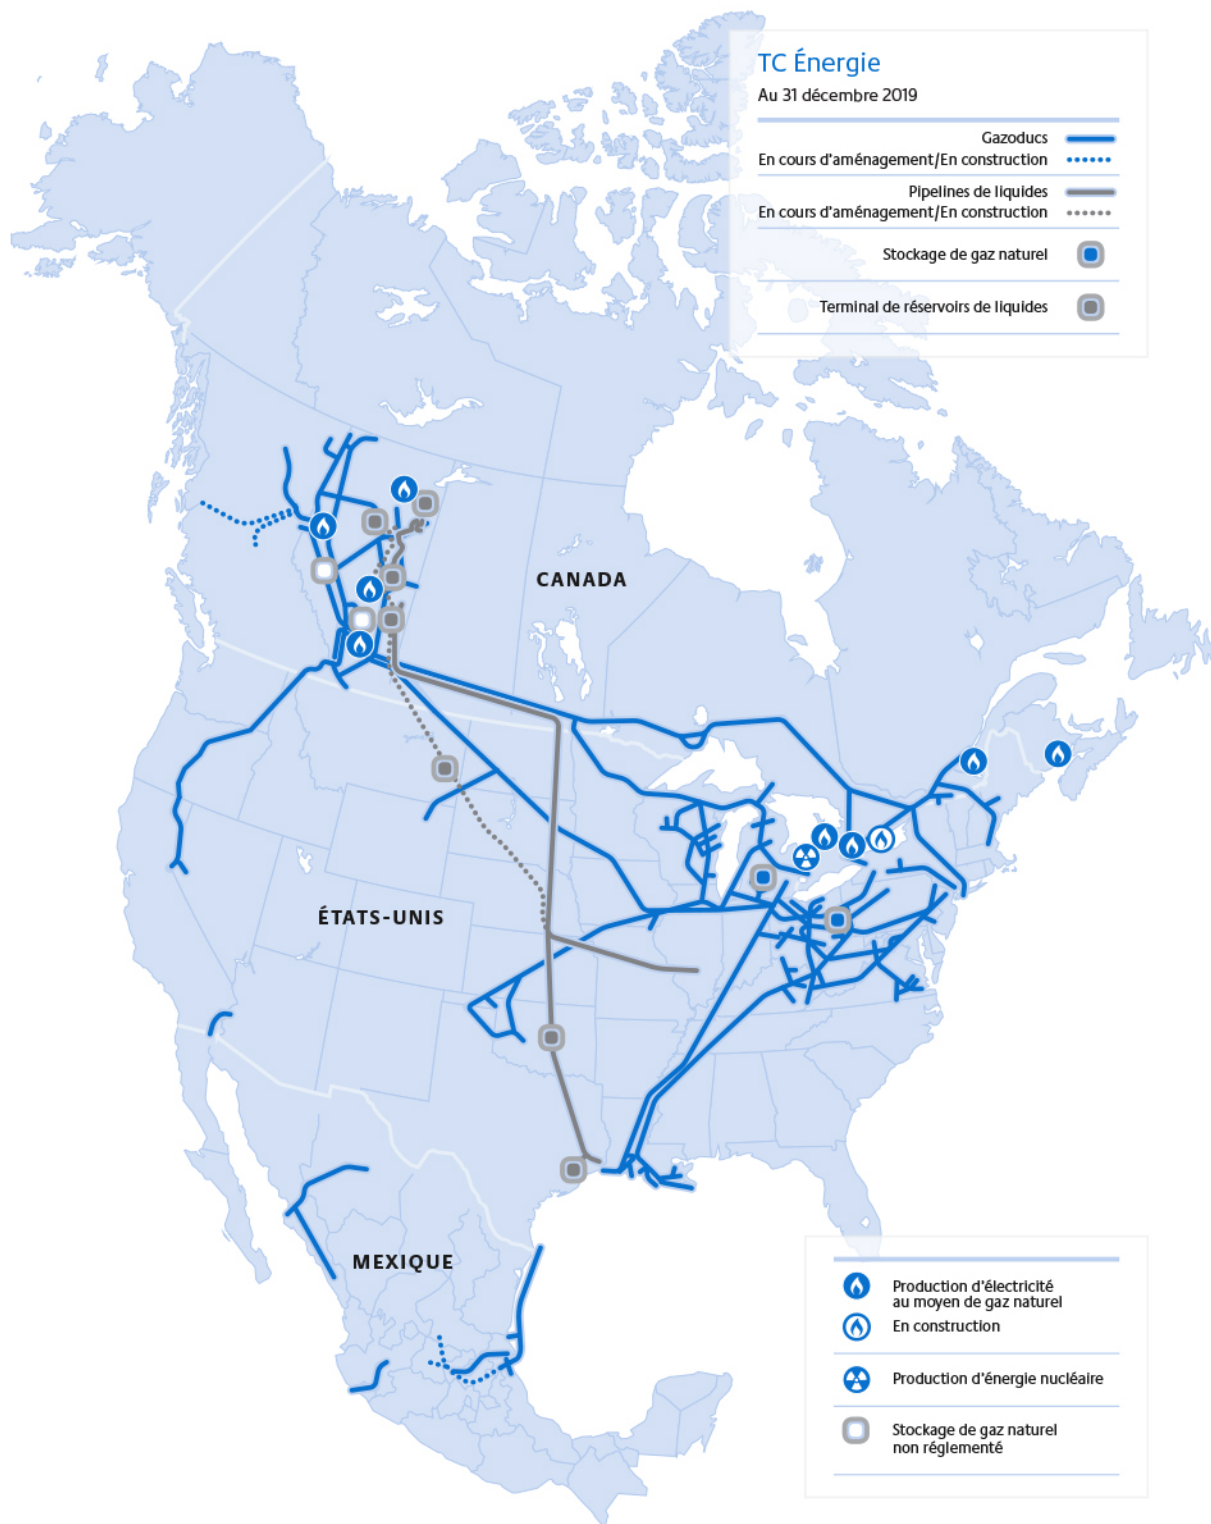 TC Énergie
Au 31 décembre 2019
Gazoducs
En cours d'aménagement/En construction
Pipelines de liquides
En cours d'aménagement/En construction
Stockage de gaz naturel
Terminal de réservoirs de liquides
CANADA
ÉTATS-UNIS
MEXIQUE
Production d'électricité
au moyen de gaz naturel
En construction
Production d'énergie nucléaire
Stockage de gaz naturel
non réglementé